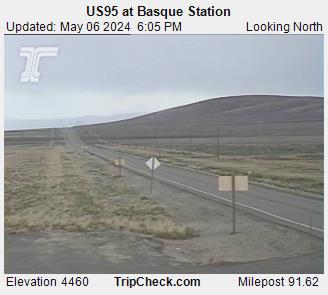 US95 at Basque Station
Updated: May 06 2024 6:05 PM Looking North
Elevation 4460 TripCheck.com Milepost 91.62